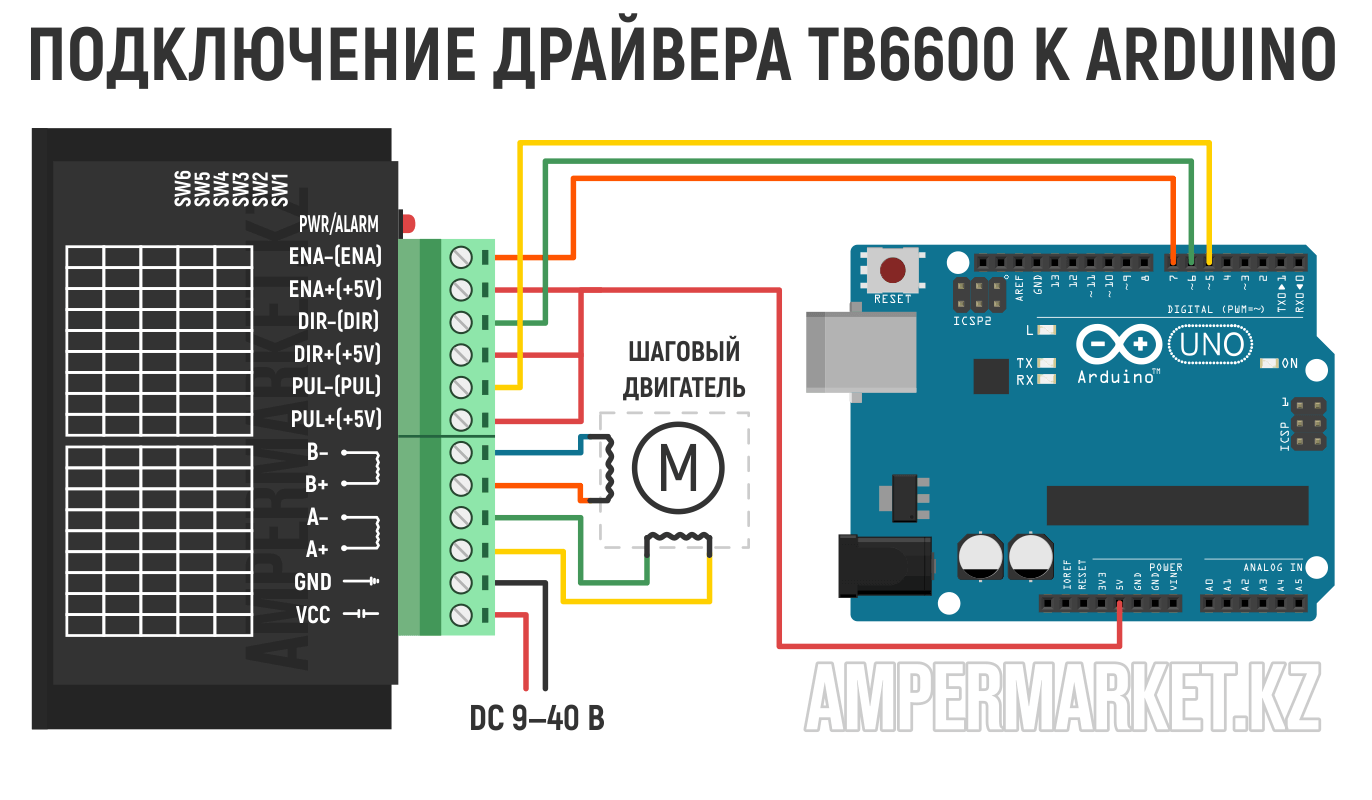 ПОДКЛЮЧЕНИЕ ДРАЙВЕРА TB6600 К ARDUINO
SW6
SW5
SW4
SW3
SW2
SW1
PWR/ALARM
ENA–(ENA)
ENA+(+5V)
DIR–(DIR)
DIR+(+5V)
PUL–(PUL)
PUL+(+5V)
B–
B+
A–
A+
GND
VCC
AMPERMARKET.KZ
DC 9–40 В
ШАГОВЫЙ
ДВИГАТЕЛЬ
M
RESET
ICSP2
AREF
GND
13
12
~11
~10
~9
8
7
~6
~5
4
~3
2
TX0▶1
RX0◀0
DIGITAL (PWM=~)
L
TX
RX
Arduino™
UNO
ON
1
ICSP
IOREF
RESET
3V3
5V
GND
GND
VIN
POWER
ANALOG IN
A0
A1
A2
A3
A4
A5
AMPERMARKET.KZ